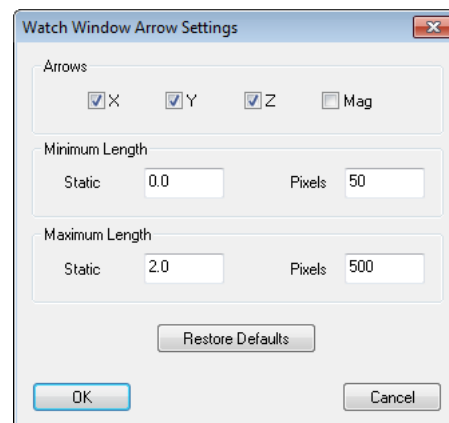 Watch Window Arrow Settings
Arrows
X Y Z Mag
Minimum Length
Static 0.0 Pixels 50
Maximum Length
Static 2.0 Pixels 500
Restore Defaults
OK Cancel